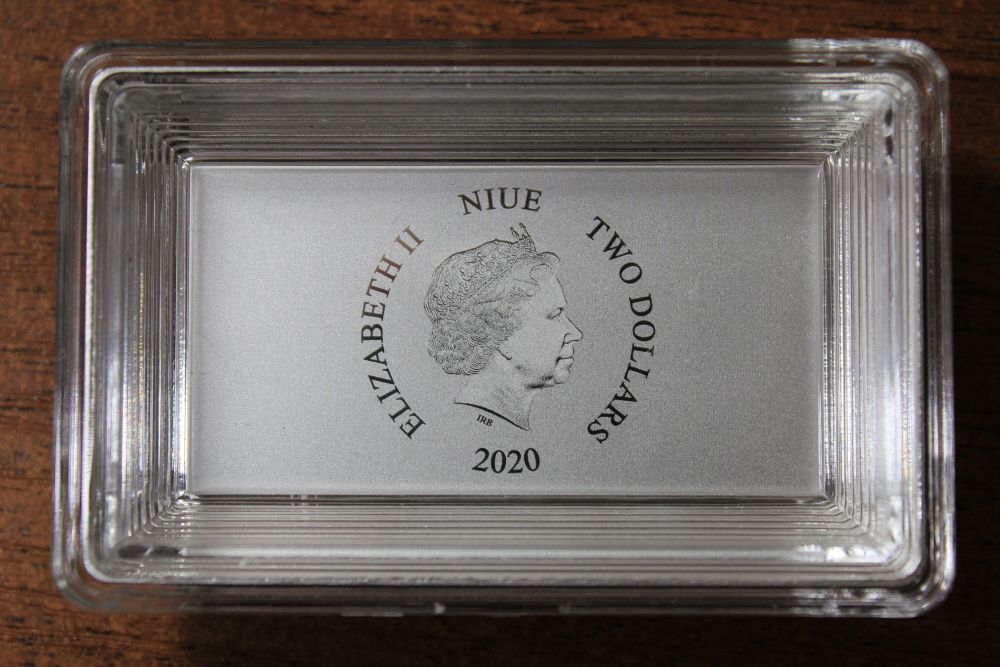 NIUE
ELIZABETH II
TWO DOLLARS
IRB
2020